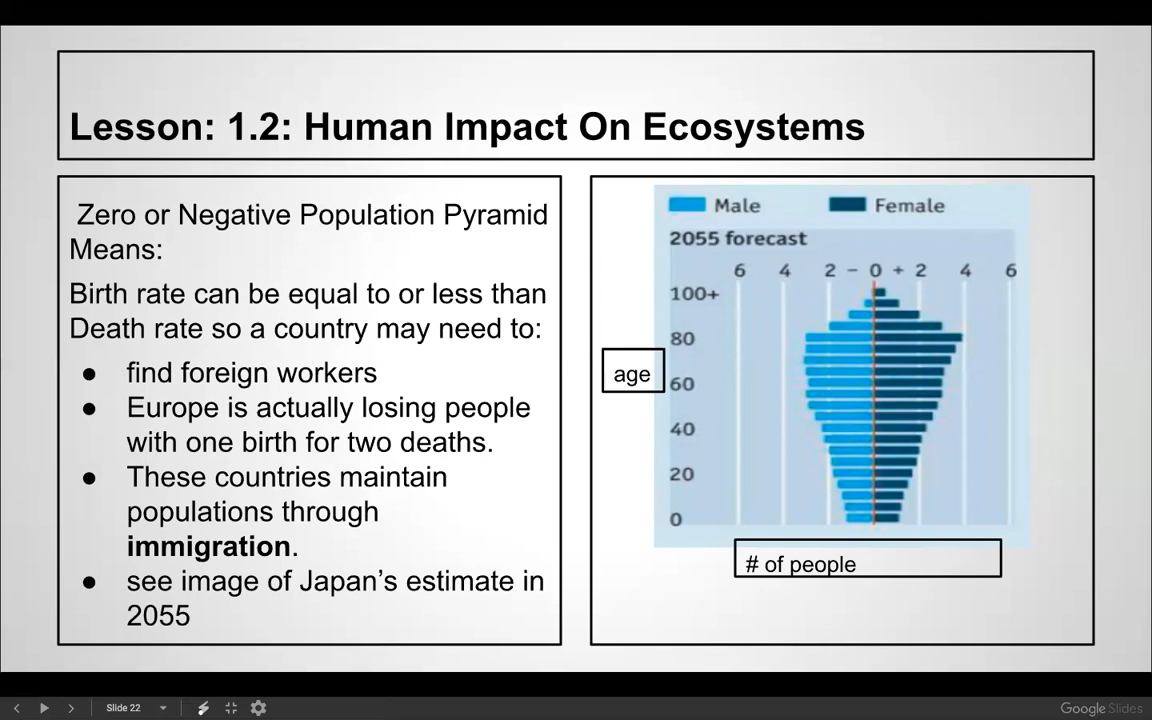 Lesson: 1.2: Human Impact On Ecosystems
Zero or Negative Population Pyramid
Means:
Birth rate can be equal to or less than
Death rate so a country may need to:
● find foreign workers
● Europe is actually losing people
with one birth for two deaths.
● These countries maintain
populations through
immigration.
● see image of Japan’s estimate in
2055
Male Female
2055 forecast
6 4 2 − 0 + 2 4 6
100+
80
age
60
40
20
0
# of people
Slide 22
Google Slides